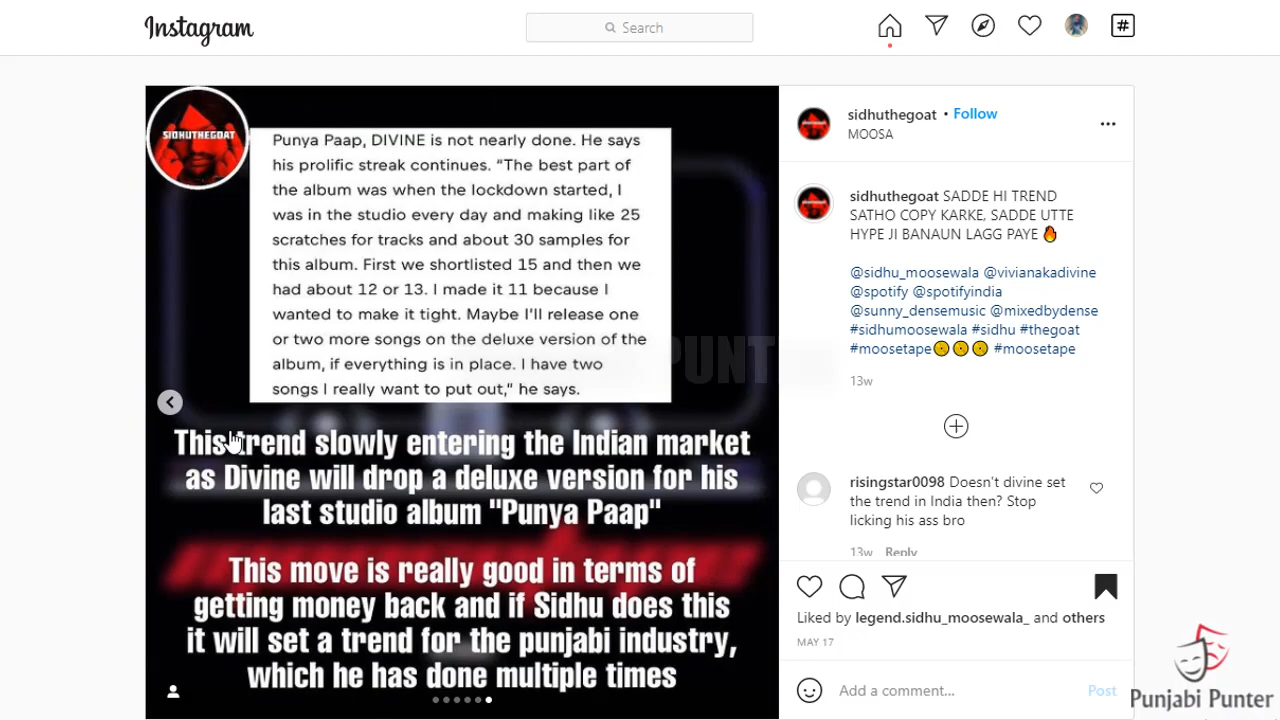 Instagram
Search
SIDHUTHEGOAT
Punya Paap, DIVINE is not nearly done. He says
his prolific streak continues. “The best part of
the album was when the lockdown started, I
was in the studio every day and making like 25
scratches for tracks and about 30 samples for
this album. First we shortlisted 15 and then we
had about 12 or 13. I made it 11 because I
wanted to make it tight. Maybe I'll release one
or two more songs on the deluxe version of the
album, if everything is in place. I have two
songs I really want to put out,” he says.
This trend slowly entering the Indian market
as Divine will drop a deluxe version for his
last studio album "Punya Paap"
This move is really good in terms of
getting money back and if Sidhu does this
it will set a trend for the punjabi industry,
which he has done multiple times
sidhuthegoat • Follow
MOOSA
sidhuthegoat SADDE HI TREND
SATHO COPY KARKE, SADDE UTTE
HYPE JI BANAUN LAGG PAYE 🔥
@sidhu_moosewala @vivianakadivine
@spotify @spotifyindia
@sunny_densemusic @mixedbydense
#sidhumoosewala #sidhu #thegoat
#moosetape📀📀📀 #moosetape
13w
risingstar0098 Doesn't divine set
the trend in India then? Stop
licking his ass bro
13w Reply
Liked by legend.sidhu_moosewala_ and others
MAY 17
Add a comment... Post
Punjabi Punter